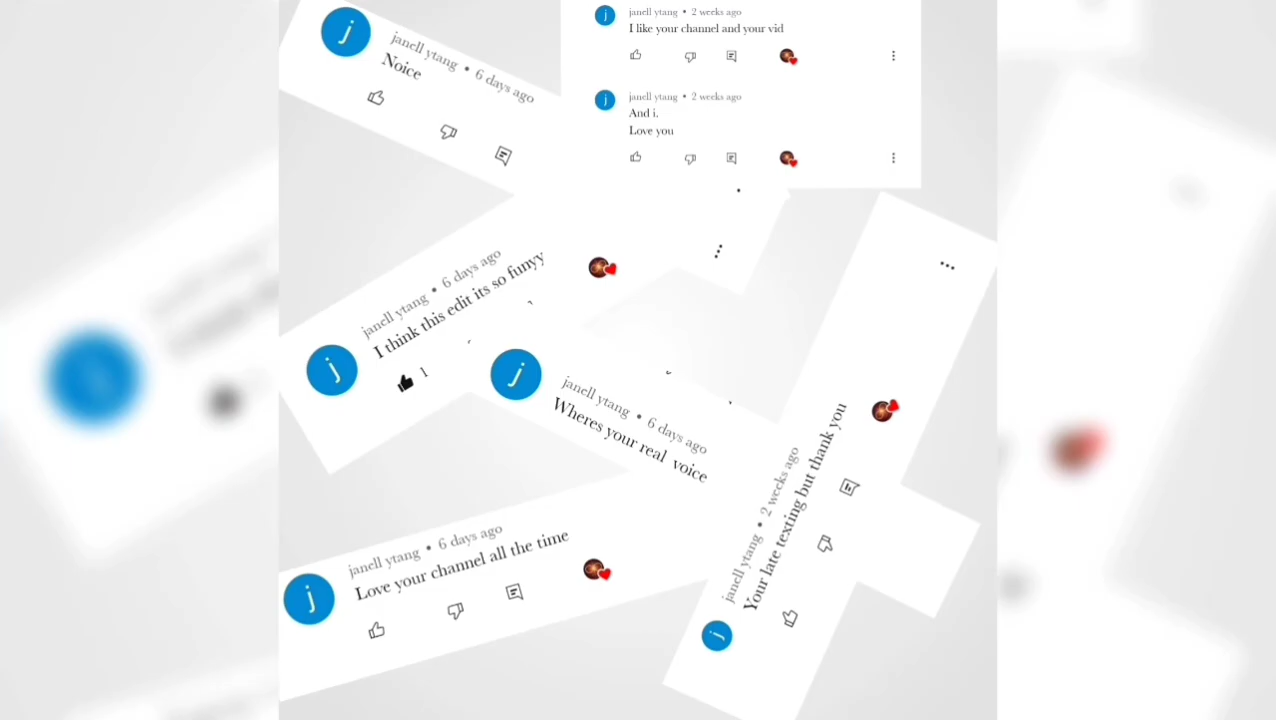 j
janell ytang • 6 days ago
Noice
j
janell ytang • 2 weeks ago
I like your channel and your vid
j
janell ytang • 2 weeks ago
And i.
Love you
j
janell ytang • 6 days ago
I think this edit its so funyy
1
j
janell ytang • 6 days ago
Wheres your real voice
j
janell ytang • 2 weeks ago
Your late texting but thank you
j
janell ytang • 6 days ago
Love your channel all the time